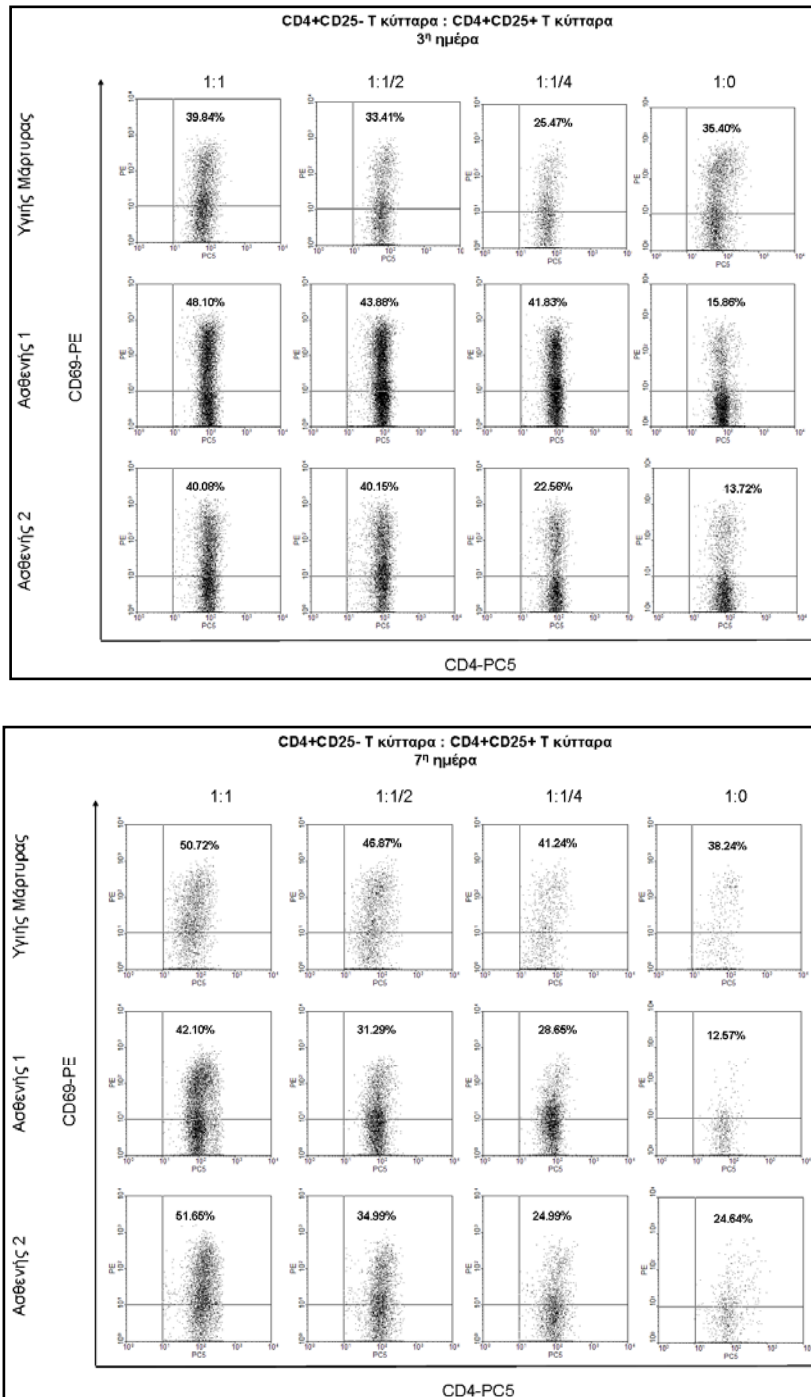 CD4+CD25- Τ κύτταρα : CD4+CD25+ Τ κύτταρα
3η ημέρα
1:1 1:1/2 1:1/4 1:0
Υγιής Μάρτυρας
39.84% 33.41% 25.47% 35.40%
Ασθενής 1
48.10% 43.88% 41.83% 15.86%
Ασθενής 2
40.08% 40.15% 22.56% 13.72%
CD69-PE
CD4-PC5
CD4+CD25- Τ κύτταρα : CD4+CD25+ Τ κύτταρα
7η ημέρα
1:1 1:1/2 1:1/4 1:0
Υγιής Μάρτυρας
50.72% 46.87% 41.24% 38.24%
Ασθενής 1
42.10% 31.29% 28.65% 12.57%
Ασθενής 2
51.65% 34.99% 24.99% 24.64%
CD69-PE
CD4-PC5